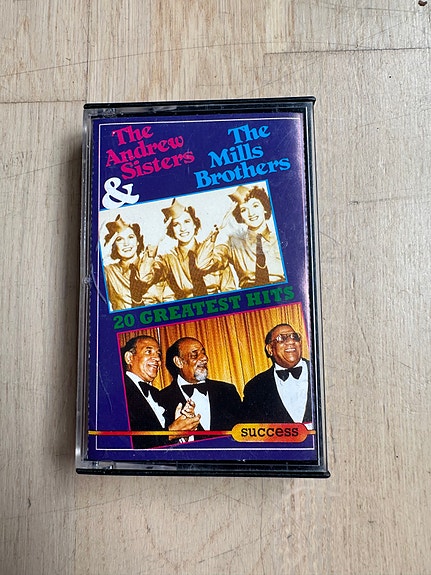 The
Andrew
Sisters
&
The
Mills
Brothers
20 GREATEST HITS
success